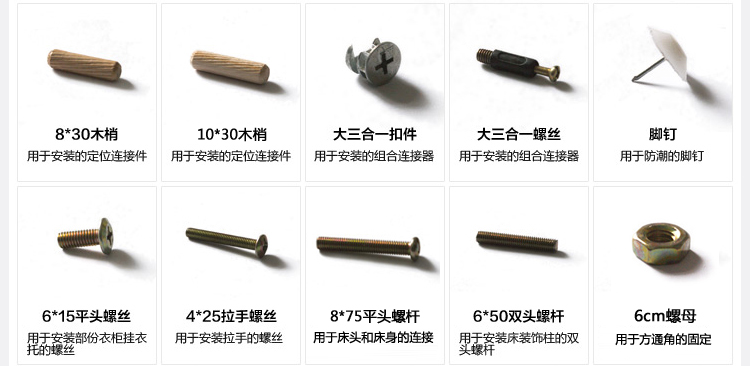 8*30木梢
10*30木梢
大三合一扣件
大三合一螺丝
脚钉
用于安装的定位连接件
用于安装的定位连接件
用于安装的组合连接器
用于安装的组合连接器
用于防潮的脚钉
6*15平头螺丝
4*25拉手螺丝
8*75平头螺杆
6*50双头螺杆
6cm螺母
用于安装部份衣柜挂衣
托的螺丝
用于安装拉手的螺丝
用于床头和床身的连接
用于安装床装饰柱的双
头螺杆
用于方通角的固定